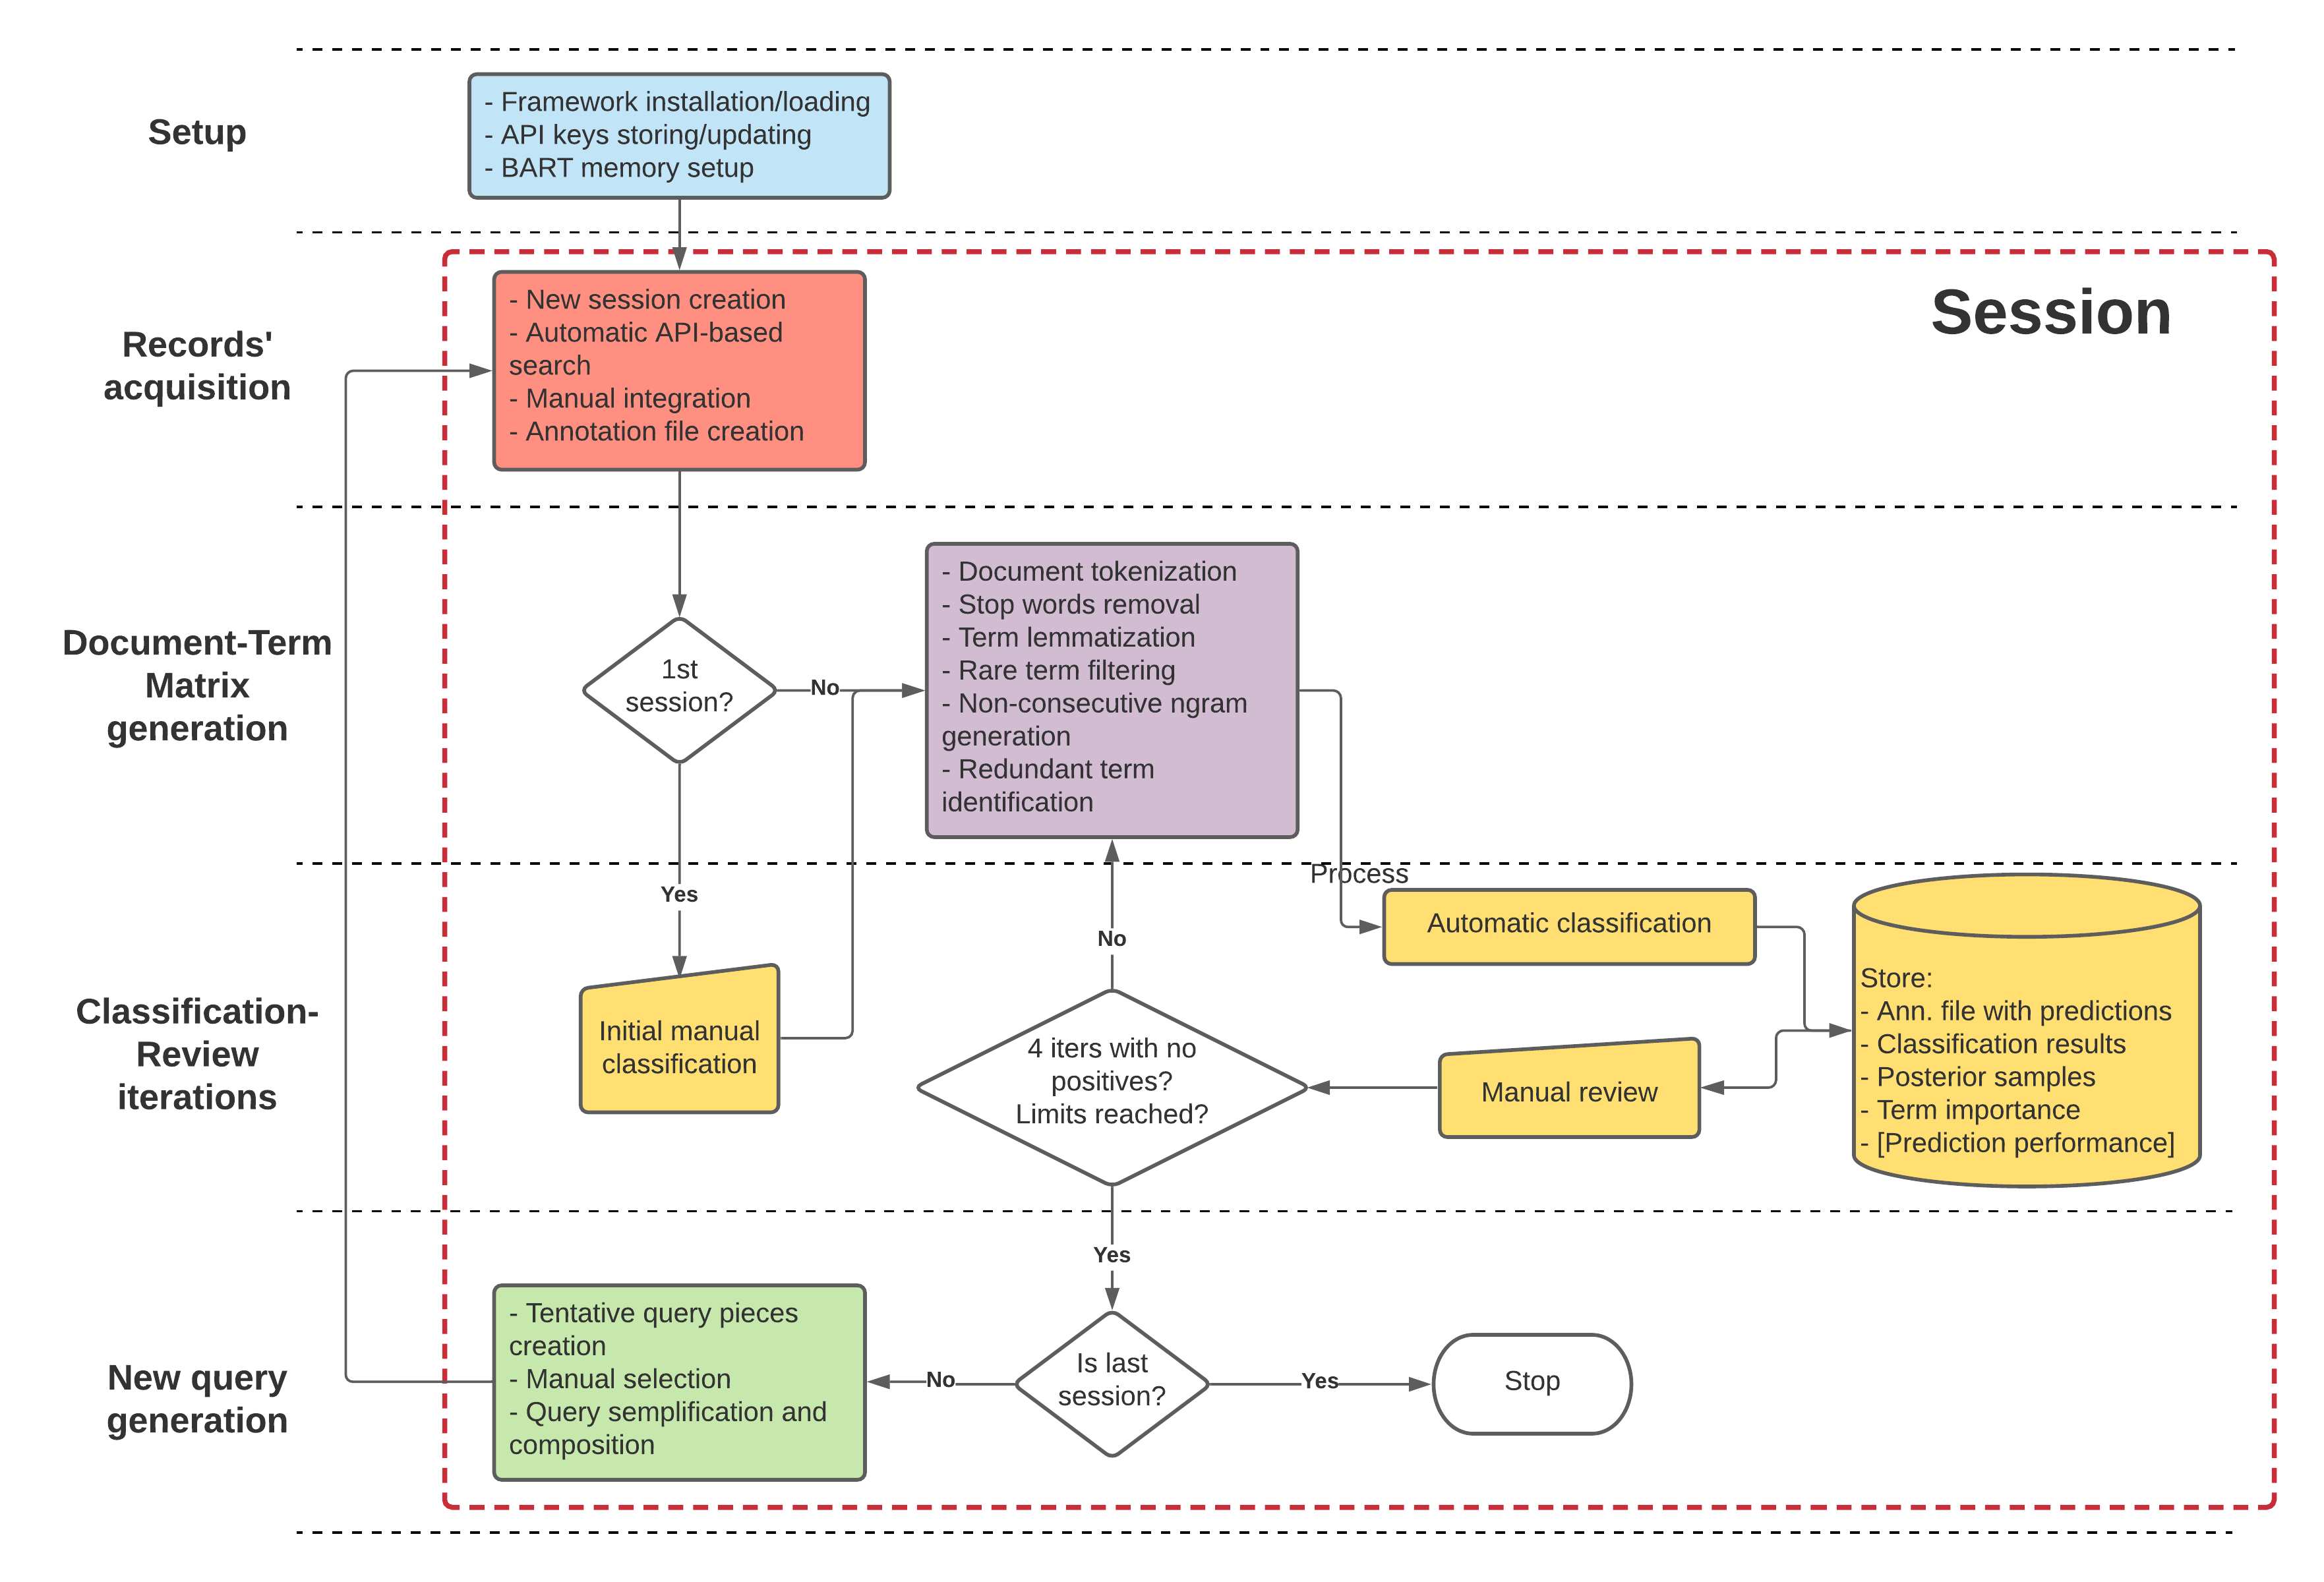 Setup
- Framework installation/loading
- API keys storing/updating
- BART memory setup
Session
Records'
acquisition
- New session creation
- Automatic API-based
search
- Manual integration
- Annotation file creation
Document-Term
Matrix
generation
1st
session?
No
- Document tokenization
- Stop words removal
- Term lemmatization
- Rare term filtering
- Non-consecutive ngram
generation
- Redundant term
identification
Yes
Process
Classification-
Review
iterations
Initial manual
classification
No
4 iters with no
positives?
Limits reached?
Automatic classification
Manual review
Store:
- Ann. file with predictions
- Classification results
- Posterior samples
- Term importance
- [Prediction performance]
Yes
New query
generation
- Tentative query pieces
creation
- Manual selection
- Query semplification and
composition
No
Is last
session?
Yes
Stop